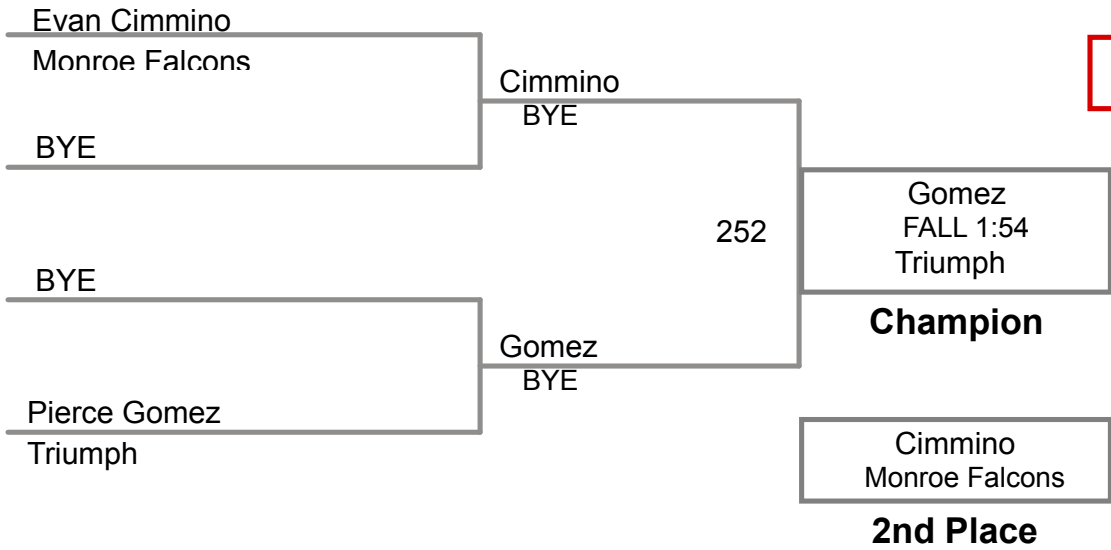 Evan Cimmino
Monroe Falcons
BYE
Cimmino
BYE
BYE
Pierce Gomez
Triumph
Gomez
BYE
252
Gomez
FALL 1:54
Triumph
Champion
Cimmino
Monroe Falcons
2nd Place